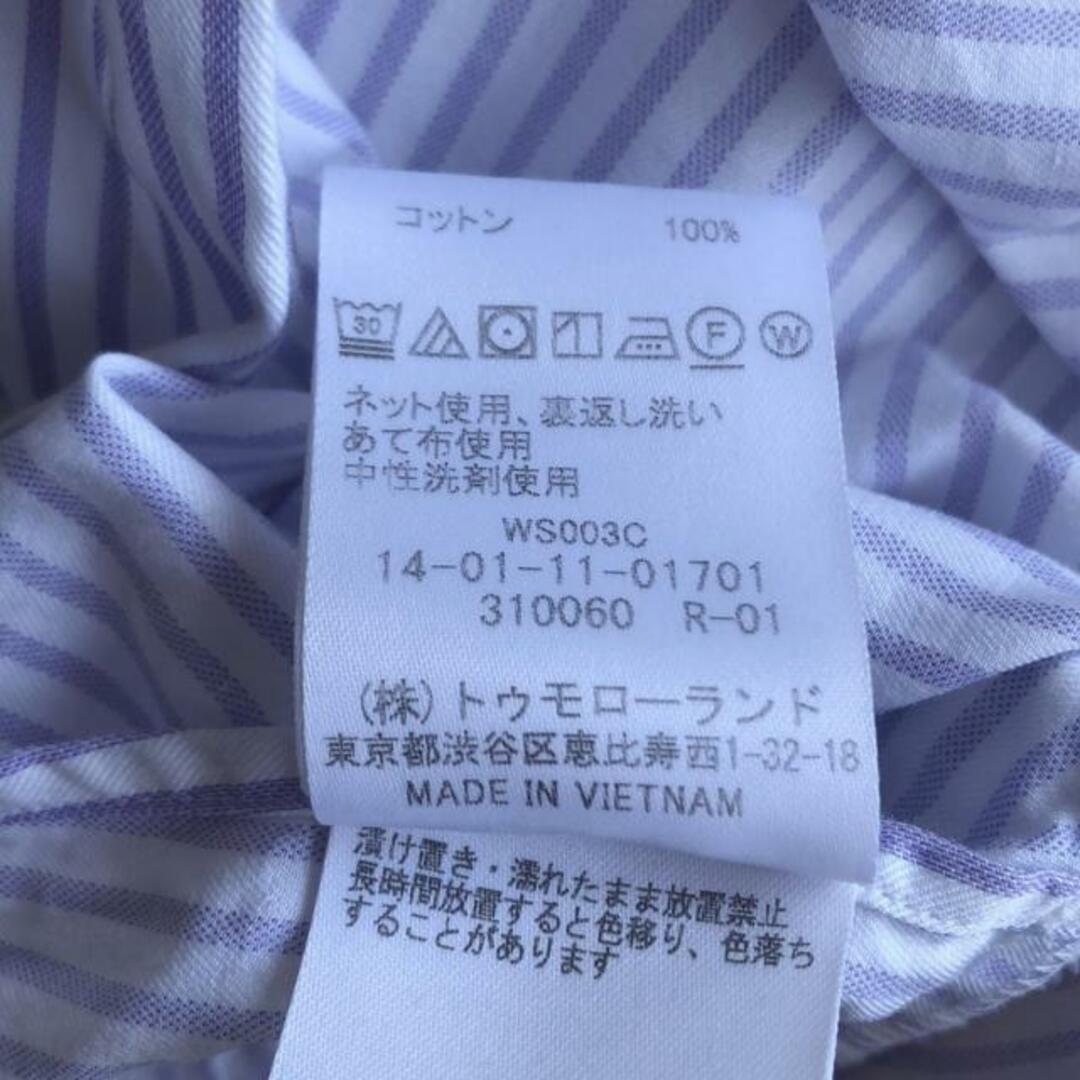 コットン 100%
30 F W
ネット使用、裏返し洗い
あて布使用
中性洗剤使用
WS003C
14-01-11-01701
310060 R-01
(株)トゥモローランド
東京都渋谷区恵比寿西1-32-18
MADE IN VIETNAM
漬け置き・濡れたまま放置禁止
長時間放置すると色移り、色落ち
することがあります